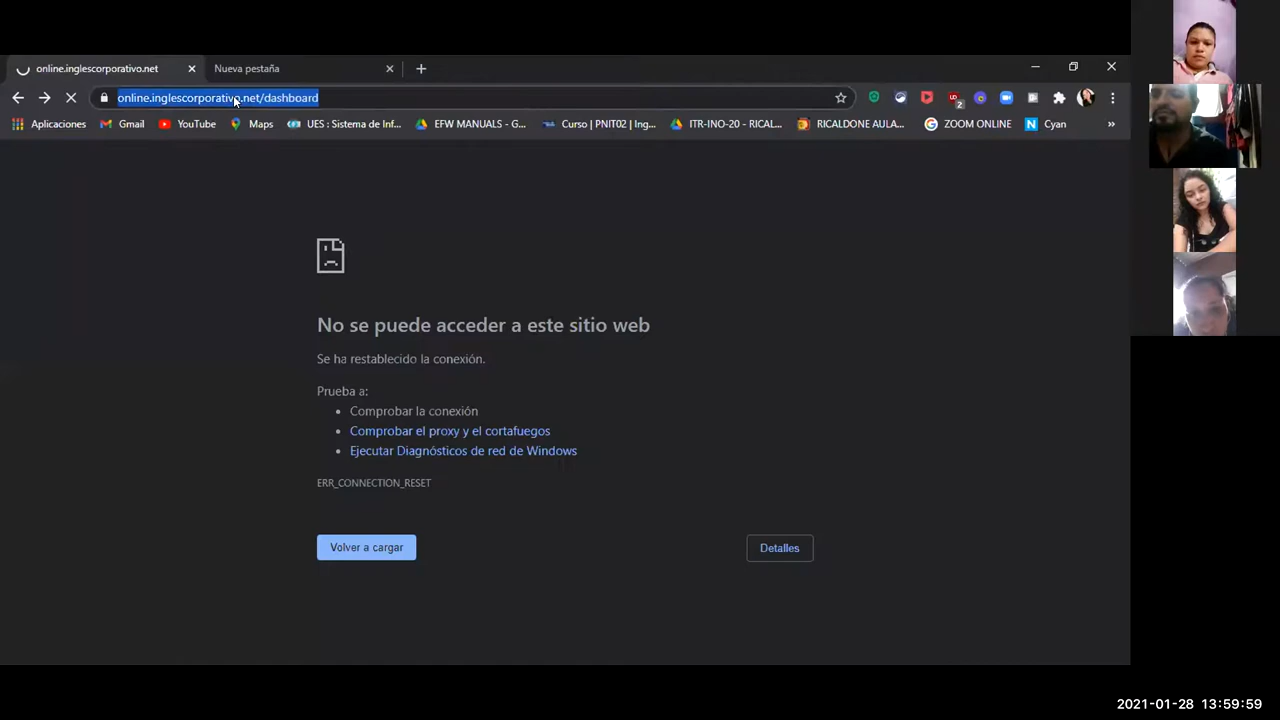 online.inglescorporativo.net
Nueva pestaña
online.inglescorporativo.net/dashboard
Aplicaciones
Gmail
YouTube
Maps
UES : Sistema de Inf...
EFW MANUALS - G...
Curso | PNIT02 | Ing...
ITR-INO-20 - RICAL...
RICALDONE AULA...
ZOOM ONLINE
Cyan
No se puede acceder a este sitio web
Se ha restablecido la conexión.
Prueba a:
Comprobar la conexión
Comprobar el proxy y el cortafuegos
Ejecutar Diagnósticos de red de Windows
ERR_CONNECTION_RESET
Volver a cargar
Detalles
2021-01-28 13:59:59